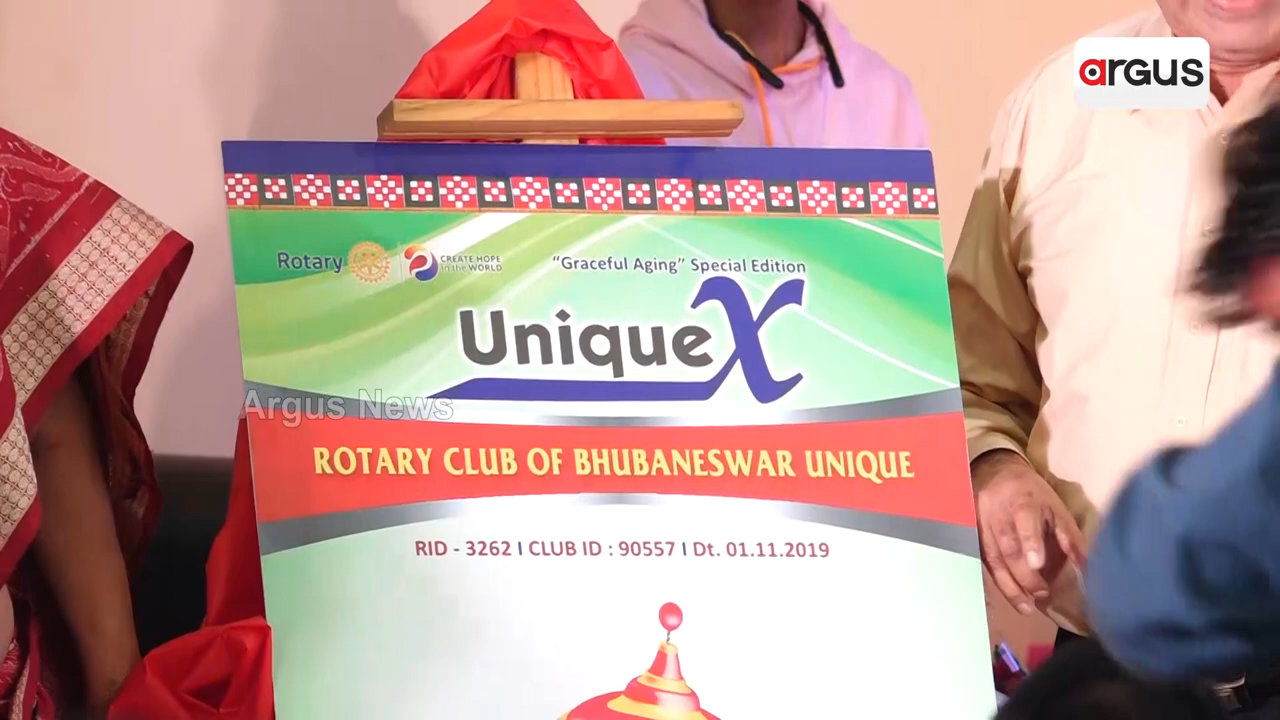 argus
Rotary
CREATE HOPE
in the WORLD
“Graceful Aging” Special Edition
UniqueX
Argus News
ROTARY CLUB OF BHUBANESWAR UNIQUE
RID - 3262 I CLUB ID : 90557 I Dt. 01.11.2019